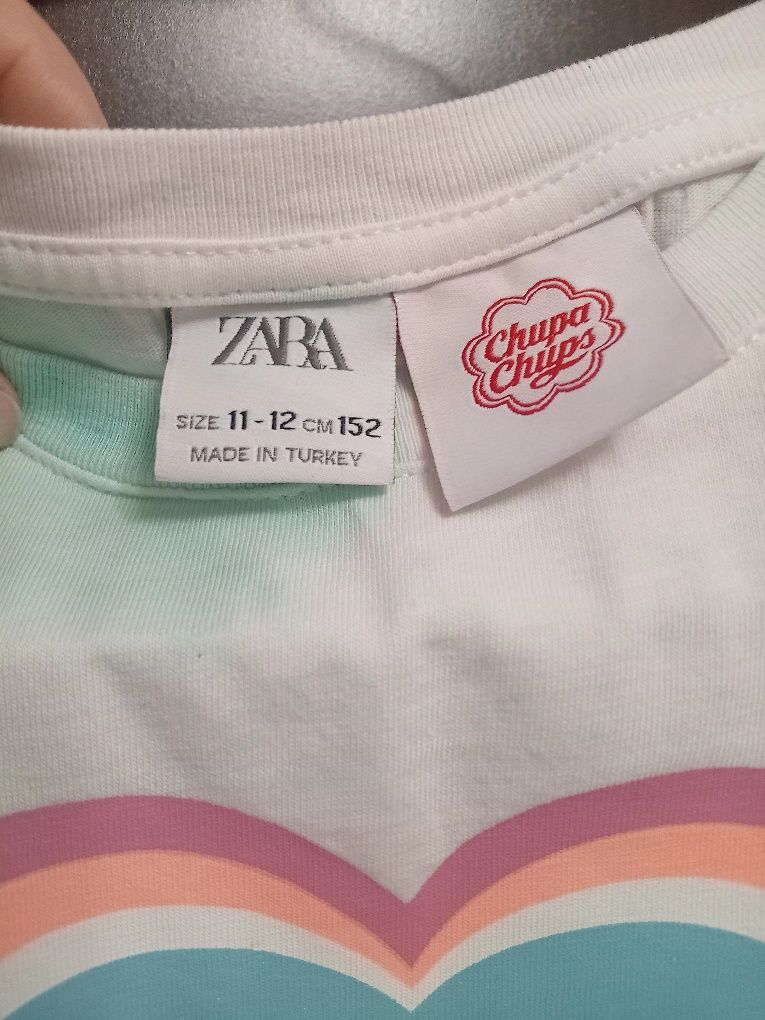 ZARA
SIZE 11-12 CM 152
MADE IN TURKEY
Chupa
Chups